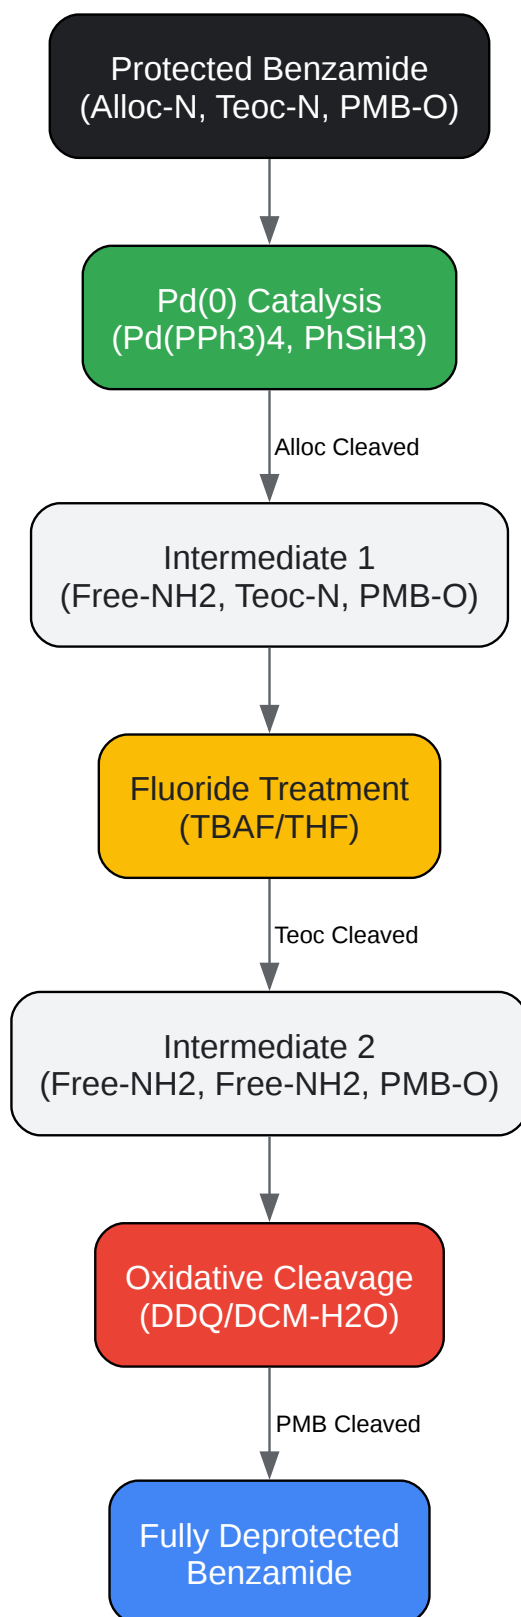 Protected Benzamide
(Alloc-N, Teoc-N, PMB-O)
Pd(0) Catalysis
(Pd(PPh3)4, PhSiH3)
Alloc Cleaved
Intermediate 1
(Free-NH2, Teoc-N, PMB-O)
Fluoride Treatment
(TBAF/THF)
Teoc Cleaved
Intermediate 2
(Free-NH2, Free-NH2, PMB-O)
Oxidative Cleavage
(DDQ/DCM-H2O)
PMB Cleaved
Fully Deprotected
Benzamide